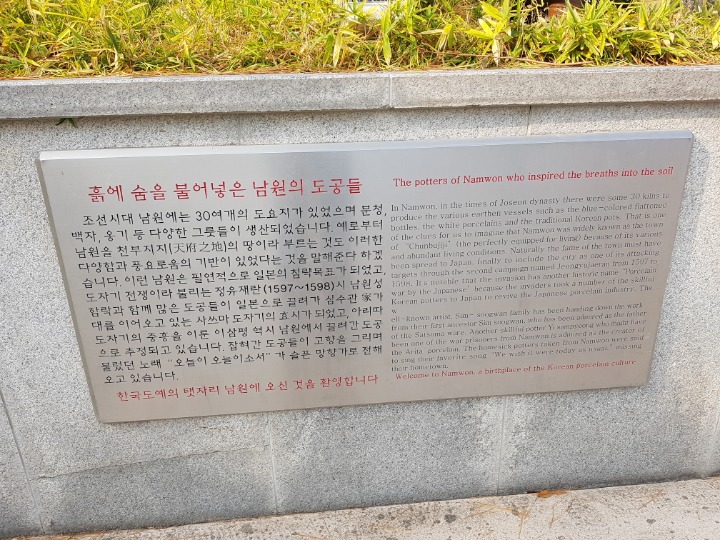 흙에 숨을 불어넣은 남원의 도공들
조선시대 남원에는 30여개의 도요지가 있었으며 분청,
백자, 옹기 등 다양한 그릇들이 생산되었습니다. 예로부터
남원을 천부지지(天府之地)의 땅이라 부르는 것도 이러한
다양함과 풍요로움의 기반이 있었다는 것을 말해준다 하겠
습니다. 이런 남원은 필연적으로 일본의 침략목표가 되었고,
도자기 전쟁이라 불리는 정유재란(1597~1598)시 남원성
함락과 함께 많은 도공들이 일본으로 끌려가 심수관 家가
대를 이어오고 있는 사쓰마 도자기의 효시가 되었고, 아리따
도자기의 중흥을 이룬 이삼평 역시 남원에서 끌려간 도공
으로 추정되고 있습니다. 잡혀간 도공들이 고향을 그리며
불렀던 노래 "오늘이 오늘이소서" 가 슬픈 망향가로 전해
오고 있습니다.
한국도예의 탯자리 남원에 오신 것을 환영합니다
The potters of Namwon who inspired the breaths into the soil
In Namwon, in the times of Joseon dynasty there were some 30 kilns to
produce the various earthen vessels such as the blue-colored flattened
bottles, the white porcelains and the traditional Korean pots. That is one
of the clues for us to imagine that Namwon was widely known as the town
of "Chunbujiji" (the perfectly equipped for living) because of its various
and abundant living conditions. Naturally the fame of the town must have
been spread to Japan, finally to include the city as one of its attacking
targets through the second campaign named Jeongyujaeran from 1597 to
1598. It's notable that the invasion has another historic name "Porcelain
war by the Japanese" because the invaders took a number of the skillful
Korean potters to Japan to revive the Japanese porcelain industry. The
w
ell-known artist, Sim- soogwan family has been handing down the work
from their first ancestor Sim soogwan, who has been admired as the father
of the Satsuma ware. Another skillful potter Yi sampyeong who might have
been one of the war prisoners from Namwon is admired as the creator of
the Arita porcelain. The homesick potters taken from Namwon were said
to sing their favorite song "We wish it were today as today" missing
their hometown.
Welcome to Namwon, a birthplace of the Korean porcelain culture